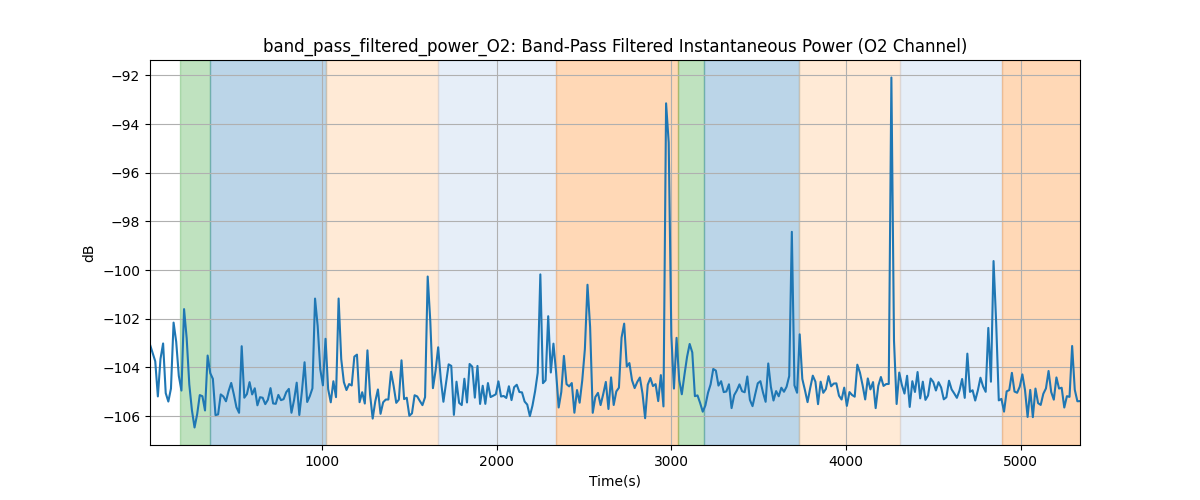 band_pass_filtered_power_O2: Band-Pass Filtered Instantaneous Power (O2 Channel)
−92
−94
−96
−98
−100
−102
−104
−106
dB
1000 2000 3000 4000 5000
Time(s)